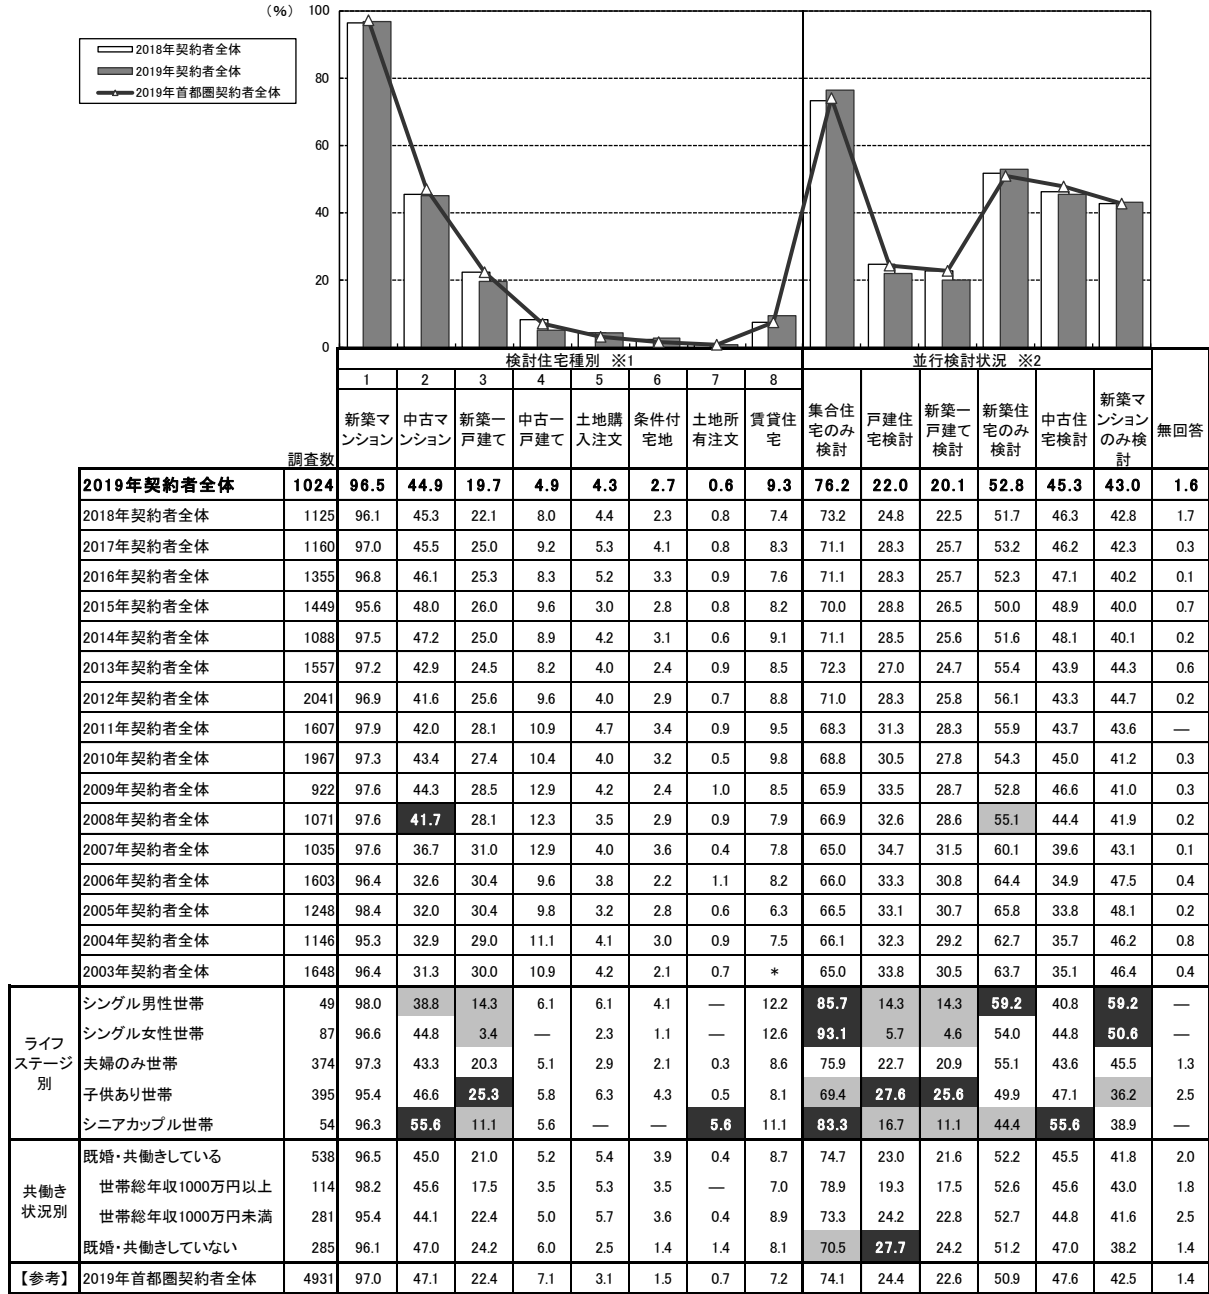 （%）
100
80
60
40
20
0
2018年契約者全体
2019年契約者全体
2019年首都圏契約者全体
検討住宅種別 ※1 並行検討状況 ※2
1 2 3 4 5 6 7 8
調査数 新築マンション 中古マンション 新築一戸建て 中古一戸建て 土地購入注文 条件付宅地 土地所有注文 賃貸住宅 集合住宅のみ検討 戸建住宅検討 新築一戸建て検討 新築住宅のみ検討 中古住宅検討 新築マンションのみ検討 無回答
2019年契約者全体 1024 96.5 44.9 19.7 4.9 4.3 2.7 0.6 9.3 76.2 22.0 20.1 52.8 45.3 43.0 1.6
2018年契約者全体 1125 96.1 45.3 22.1 8.0 4.4 2.3 0.8 7.4 73.2 24.8 22.5 51.7 46.3 42.8 1.7
2017年契約者全体 1160 97.0 45.5 25.0 9.2 5.3 4.1 0.8 8.3 71.1 28.3 25.7 53.2 46.2 42.3 0.3
2016年契約者全体 1355 96.8 46.1 25.3 8.3 5.2 3.3 0.9 7.6 71.1 28.3 25.7 52.3 47.1 40.2 0.1
2015年契約者全体 1449 95.6 48.0 26.0 9.6 3.0 2.8 0.8 8.2 70.0 28.8 26.5 50.0 48.9 40.0 0.7
2014年契約者全体 1088 97.5 47.2 25.0 8.9 4.2 3.1 0.6 9.1 71.1 28.5 25.6 51.6 48.1 40.1 0.2
2013年契約者全体 1557 97.2 42.9 24.5 8.2 4.0 2.4 0.9 8.5 72.3 27.0 24.7 55.4 43.9 44.3 0.6
2012年契約者全体 2041 96.9 41.6 25.6 9.6 4.0 2.9 0.7 8.8 71.0 28.3 25.8 56.1 43.3 44.7 0.2
2011年契約者全体 1607 97.9 42.0 28.1 10.9 4.7 3.4 0.9 9.5 68.3 31.3 28.3 55.9 43.7 43.6 ―
2010年契約者全体 1967 97.3 43.4 27.4 10.4 4.0 3.2 0.5 9.8 68.8 30.5 27.8 54.3 45.0 41.2 0.3
2009年契約者全体 922 97.6 44.3 28.5 12.9 4.2 2.4 1.0 8.5 65.9 33.5 28.7 52.8 46.6 41.0 0.3
2008年契約者全体 1071 97.6 41.7 28.1 12.3 3.5 2.9 0.9 7.9 66.9 32.6 28.6 55.1 44.4 41.9 0.2
2007年契約者全体 1035 97.6 36.7 31.0 12.9 4.0 3.6 0.4 7.8 65.0 34.7 31.5 60.1 39.6 43.1 0.1
2006年契約者全体 1603 96.4 32.6 30.4 9.6 3.8 2.2 1.1 8.2 66.0 33.3 30.8 64.4 34.9 47.5 0.4
2005年契約者全体 1248 98.4 32.0 30.4 9.8 3.2 2.8 0.6 6.3 66.5 33.1 30.7 65.8 33.8 48.1 0.2
2004年契約者全体 1146 95.3 32.9 29.0 11.1 4.1 3.0 0.9 7.5 66.1 32.3 29.2 62.7 35.7 46.2 0.8
2003年契約者全体 1648 96.4 31.3 30.0 10.9 4.2 2.1 0.7 * 65.0 33.8 30.5 63.7 35.1 46.4 0.4
ライフステージ別
シングル男性世帯 49 98.0 38.8 14.3 6.1 6.1 4.1 ― 12.2 85.7 14.3 14.3 59.2 40.8 59.2 ―
シングル女性世帯 87 96.6 44.8 3.4 ― 2.3 1.1 ― 12.6 93.1 5.7 4.6 54.0 44.8 50.6 ―
夫婦のみ世帯 374 97.3 43.3 20.3 5.1 2.9 2.1 0.3 8.6 75.9 22.7 20.9 55.1 43.6 45.5 1.3
子供あり世帯 395 95.4 46.6 25.3 5.8 6.3 4.3 0.5 8.1 69.4 27.6 25.6 49.9 47.1 36.2 2.5
シニアカップル世帯 54 96.3 55.6 11.1 5.6 ― ― 5.6 11.1 83.3 16.7 11.1 44.4 55.6 38.9 ―
共働き状況別
既婚・共働きしている 538 96.5 45.0 21.0 5.2 5.4 3.9 0.4 8.7 74.7 23.0 21.6 52.2 45.5 41.8 2.0
世帯総年収1000万円以上 114 98.2 45.6 17.5 3.5 5.3 3.5 ― 7.0 78.9 19.3 17.5 52.6 45.6 43.0 1.8
世帯総年収1000万円未満 281 95.4 44.1 22.4 5.0 5.7 3.6 0.4 8.9 73.3 24.2 22.8 52.7 44.8 41.6 2.5
既婚・共働きしていない 285 96.1 47.0 24.2 6.0 2.5 1.4 1.4 8.1 70.5 27.7 24.2 51.2 47.0 38.2 1.4
【参考】 2019年首都圏契約者全体 4931 97.0 47.1 22.4 7.1 3.1 1.5 0.7 7.2 74.1 24.4 22.6 50.9 47.6 42.5 1.4